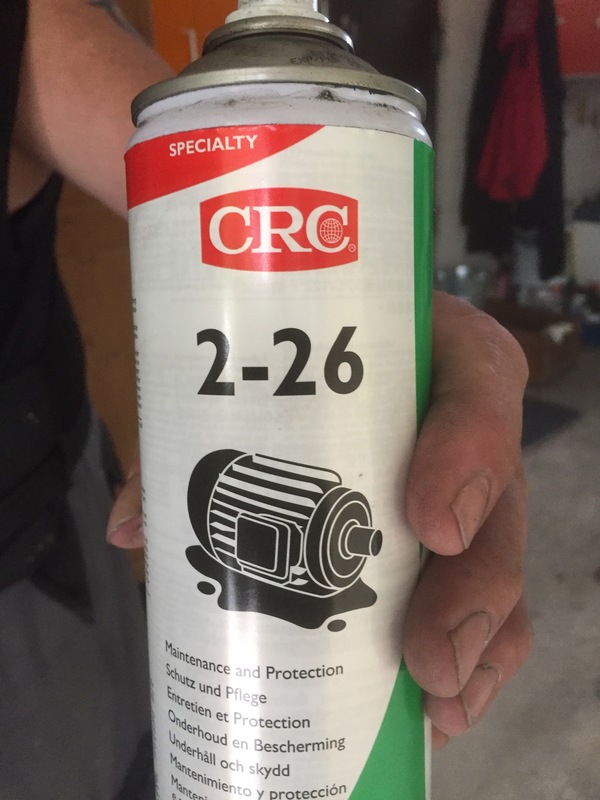 SPECIALTY
CRC
2-26
Maintenance and Protection
Schutz und Pflege
Entretien et Protection
Onderhoud en Bescherming
Underhåll och skydd
Mantenimiento y protección